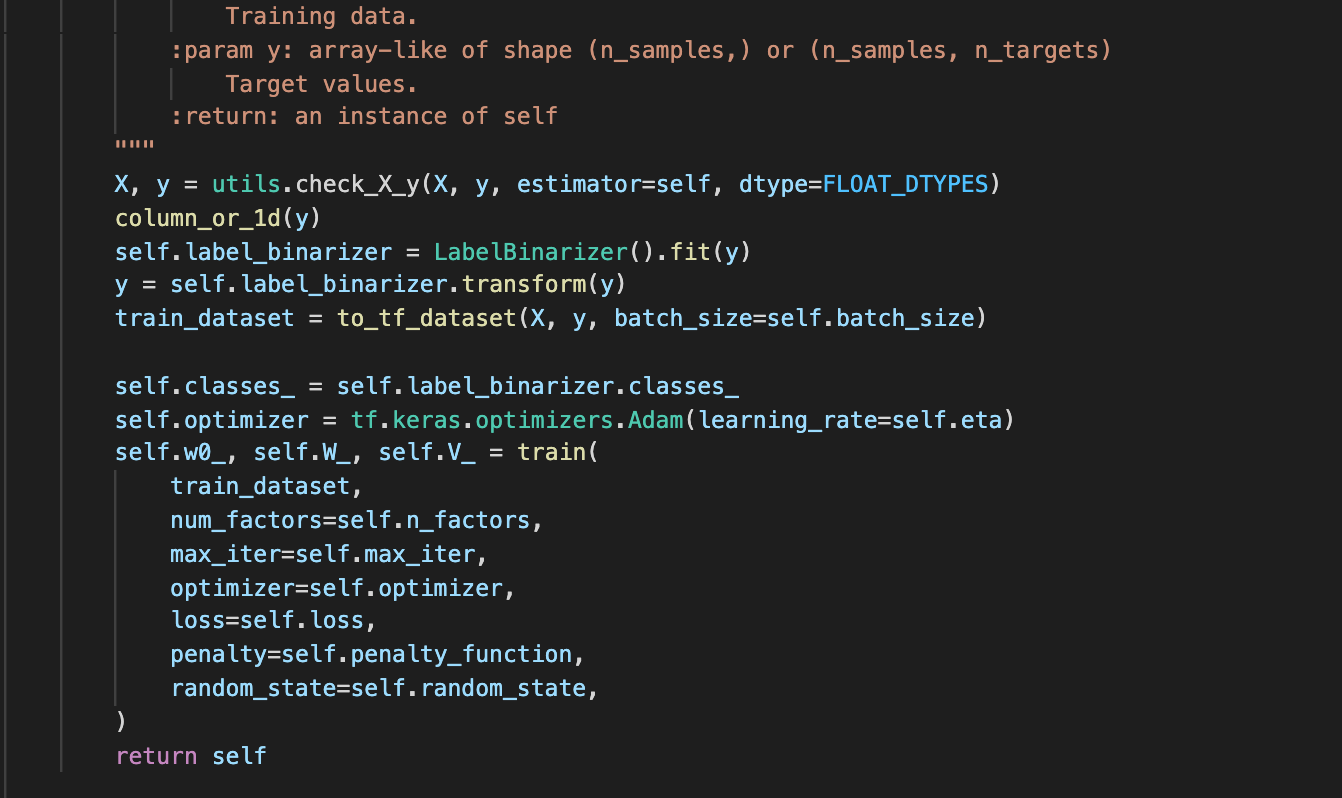 Training data.
:param y: array-like of shape (n_samples,) or (n_samples, n_targets)
Target values.
:return: an instance of self
"""
X, y = utils.check_X_y(X, y, estimator=self, dtype=FLOAT_DTYPES)
column_or_1d(y)
self.label_binarizer = LabelBinarizer().fit(y)
y = self.label_binarizer.transform(y)
train_dataset = to_tf_dataset(X, y, batch_size=self.batch_size)
self.classes_ = self.label_binarizer.classes_
self.optimizer = tf.keras.optimizers.Adam(learning_rate=self.eta)
self.w0_, self.W_, self.V_ = train(
train_dataset,
num_factors=self.n_factors,
max_iter=self.max_iter,
optimizer=self.optimizer,
loss=self.loss,
penalty=self.penalty_function,
random_state=self.random_state,
)
return self